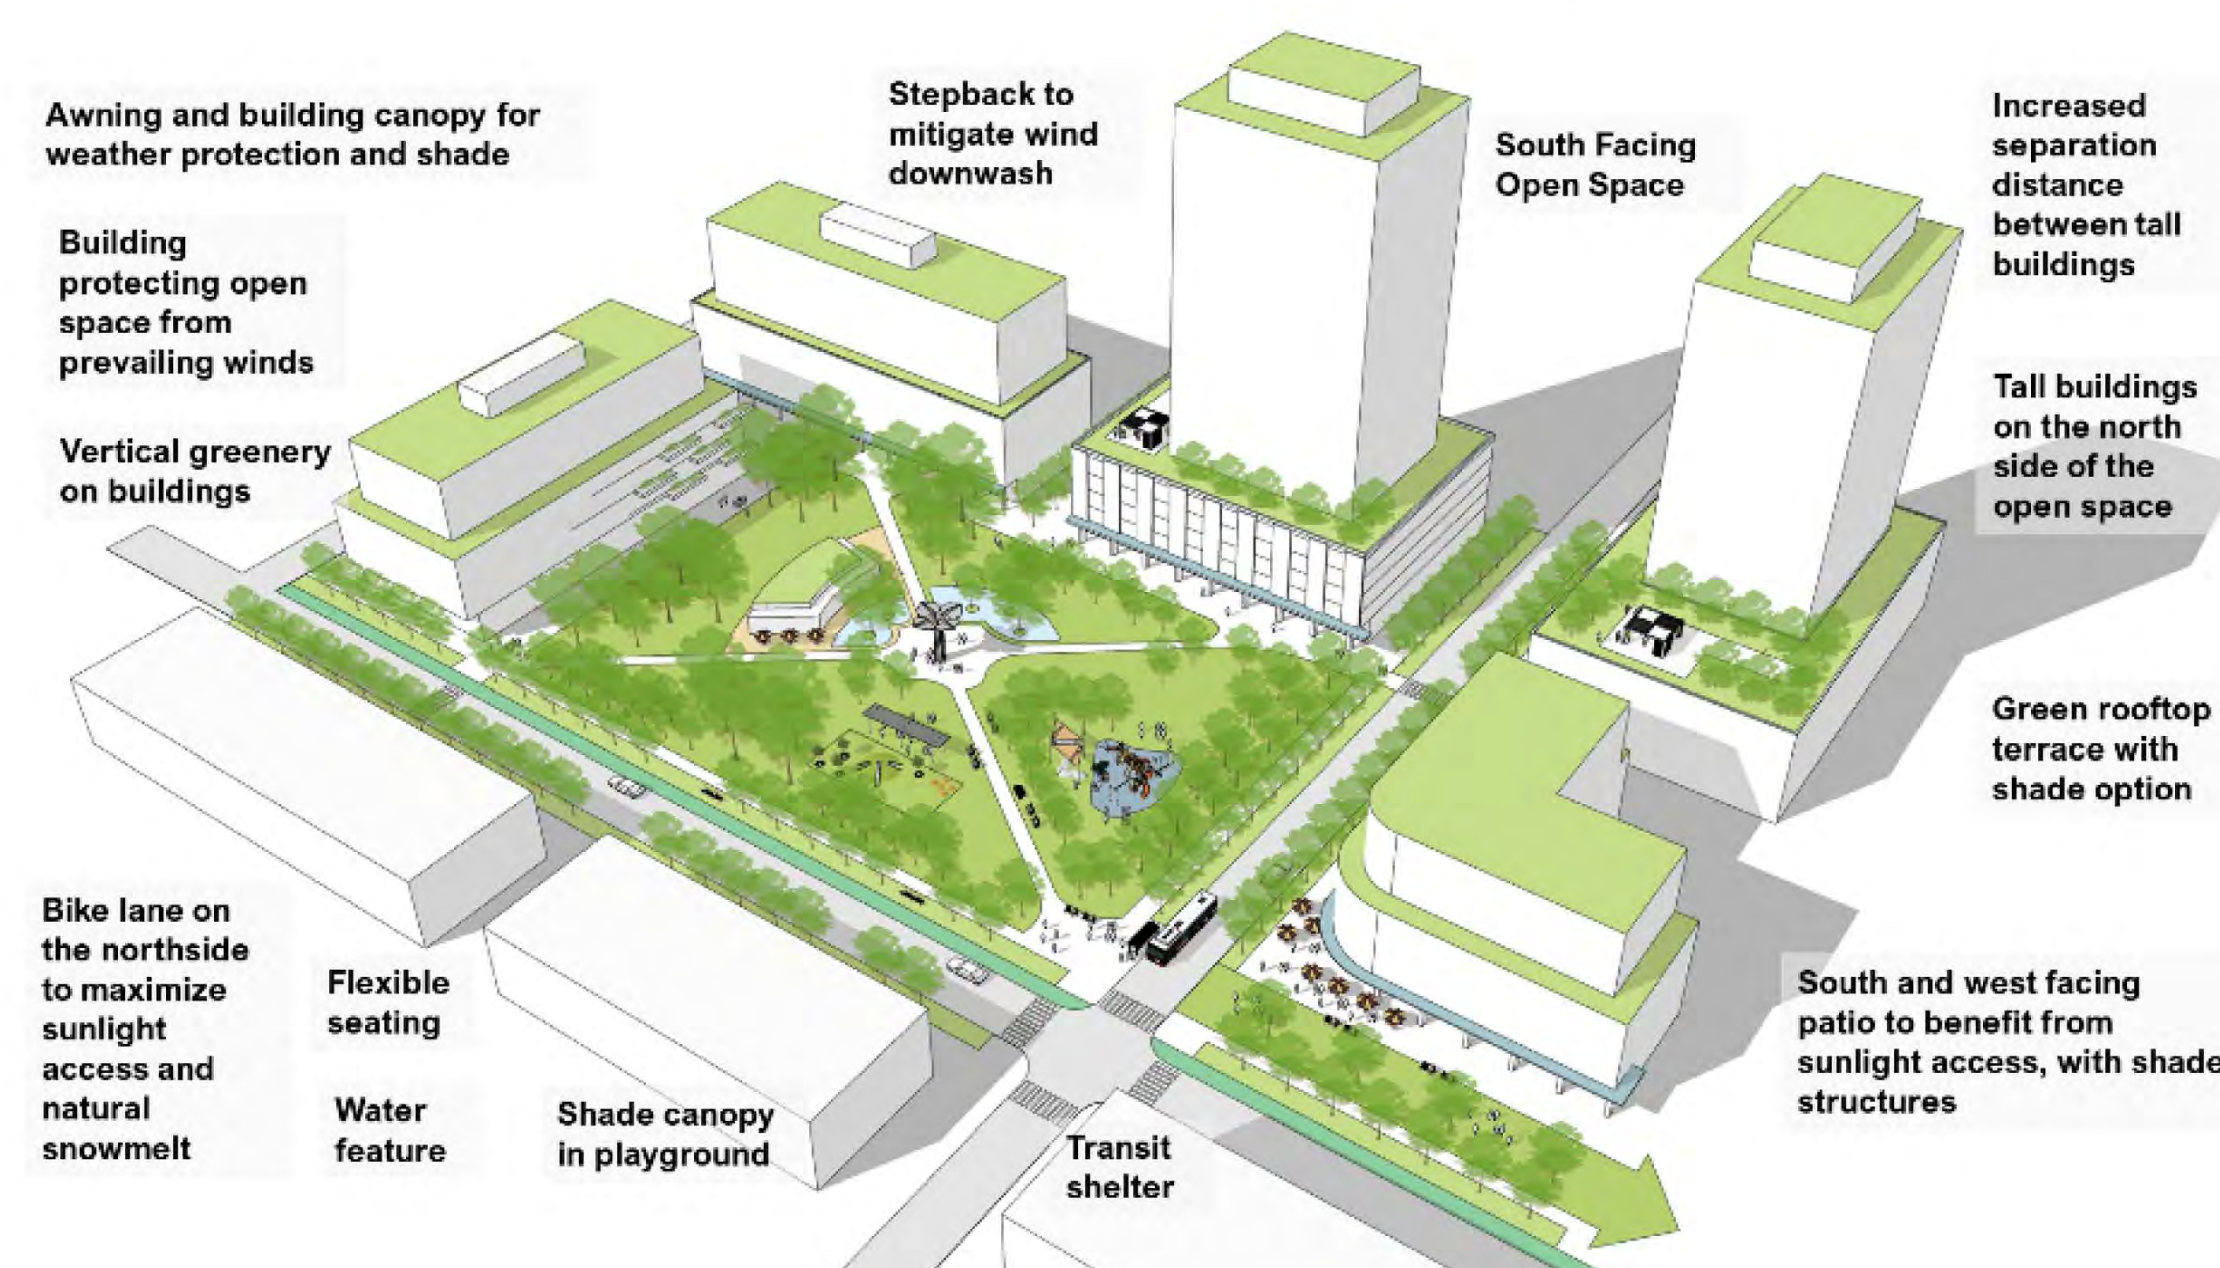 Awning and building canopy for
weather protection and shade
Building
protecting open
space from
prevailing winds
Vertical greenery
on buildings
Stepback to
mitigate wind
downwash
South Facing
Open Space
Increased
separation
distance
between tall
buildings
Tall buildings
on the north
side of the
open space
Green rooftop
terrace with
shade option
Bike lane on
the northside
to maximize
sunlight
access and
natural
snowmelt
Flexible
seating
Water
feature
Shade canopy
in playground
Transit
shelter
South and west facing
patio to benefit from
sunlight access, with shade
structures